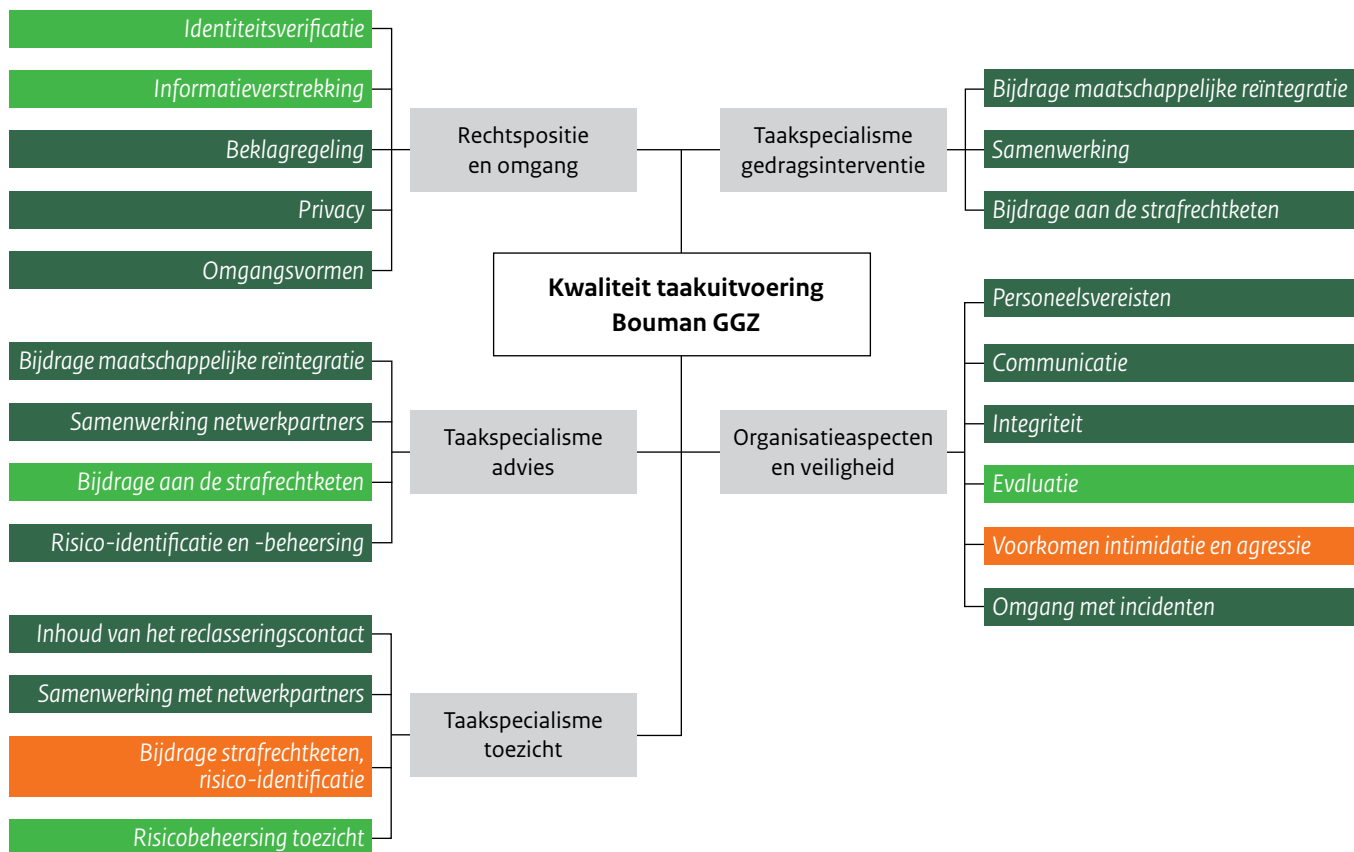 Identiteitsverificatie
Informatieverstrekking
Beklagregeling
Privacy
Omgangsvormen
Rechtspositie
en omgang
Taakspecialisme
gedragsinterventie
Bijdrage maatschappelijke reïntegratie
Samenwerking
Bijdrage aan de strafrechtketen
Kwaliteit taakuitvoering
Bouman GGZ
Bijdrage maatschappelijke reïntegratie
Samenwerking netwerkpartners
Bijdrage aan de strafrechtketen
Risico-identificatie en -beheersing
Taakspecialisme
advies
Organisatieaspecten
en veiligheid
Personeelsvereisten
Communicatie
Integriteit
Evaluatie
Voorkomen intimidatie en agressie
Omgang met incidenten
Inhoud van het reclasseringscontact
Samenwerking met netwerkpartners
Bijdrage strafrechtketen,
risico-identificatie
Risicobeheersing toezicht
Taakspecialisme
toezicht